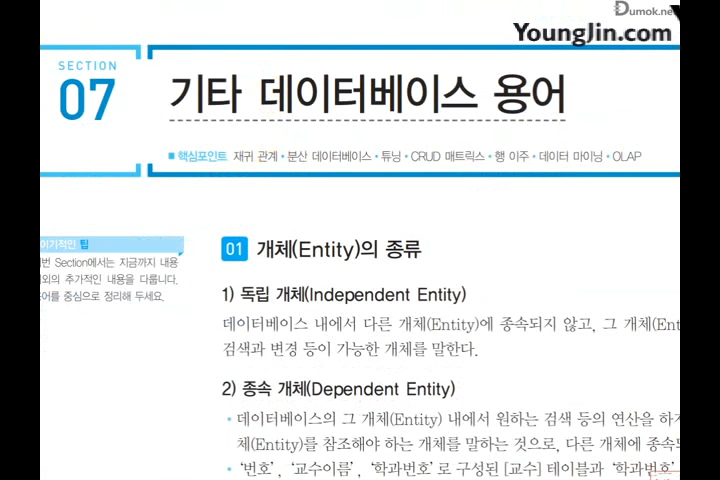 Dumok.ne
YoungJin.com
SECTION
07
기타 데이터베이스 용어
핵심포인트 재귀 관계 • 분산 데이터베이스 • 튜닝 • CRUD 매트릭스 • 행 이주 • 데이터 마이닝 • OLAP
이기적인 팁
번 Section에서는 지금까지 내용
외의 추가적인 내용을 다룹니다.
어를 중심으로 정리해 두세요.
01 개체(Entity)의 종류
1) 독립 개체(Independent Entity)
데이터베이스 내에서 다른 개체(Entity)에 종속되지 않고, 그 개체(Ent
검색과 변경 등이 가능한 개체를 말한다.
2) 종속 개체(Dependent Entity)
• 데이터베이스의 그 개체(Entity) 내에서 원하는 검색 등의 연산을 하기
체(Entity)를 참조해야 하는 개체를 말하는 것으로, 다른 개체에 종속되
• ‘번호’, ‘교수이름’, ‘학과번호’로 구성된 [교수] 테이블과 ‘학과번호’